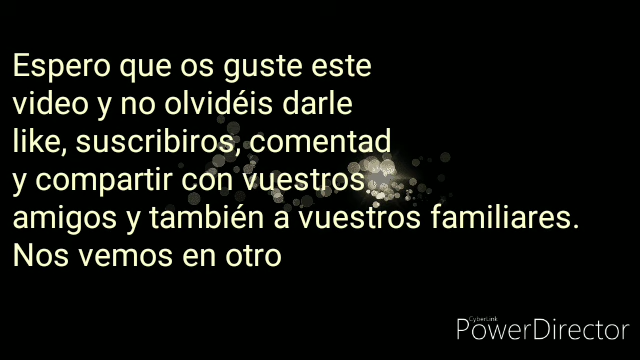 Espero que os guste este
video y no olvidéis darle
like, suscribiros, comentad
y compartir con vuestros
amigos y también a vuestros familiares.
Nos vemos en otro
CyberLink
PowerDirector